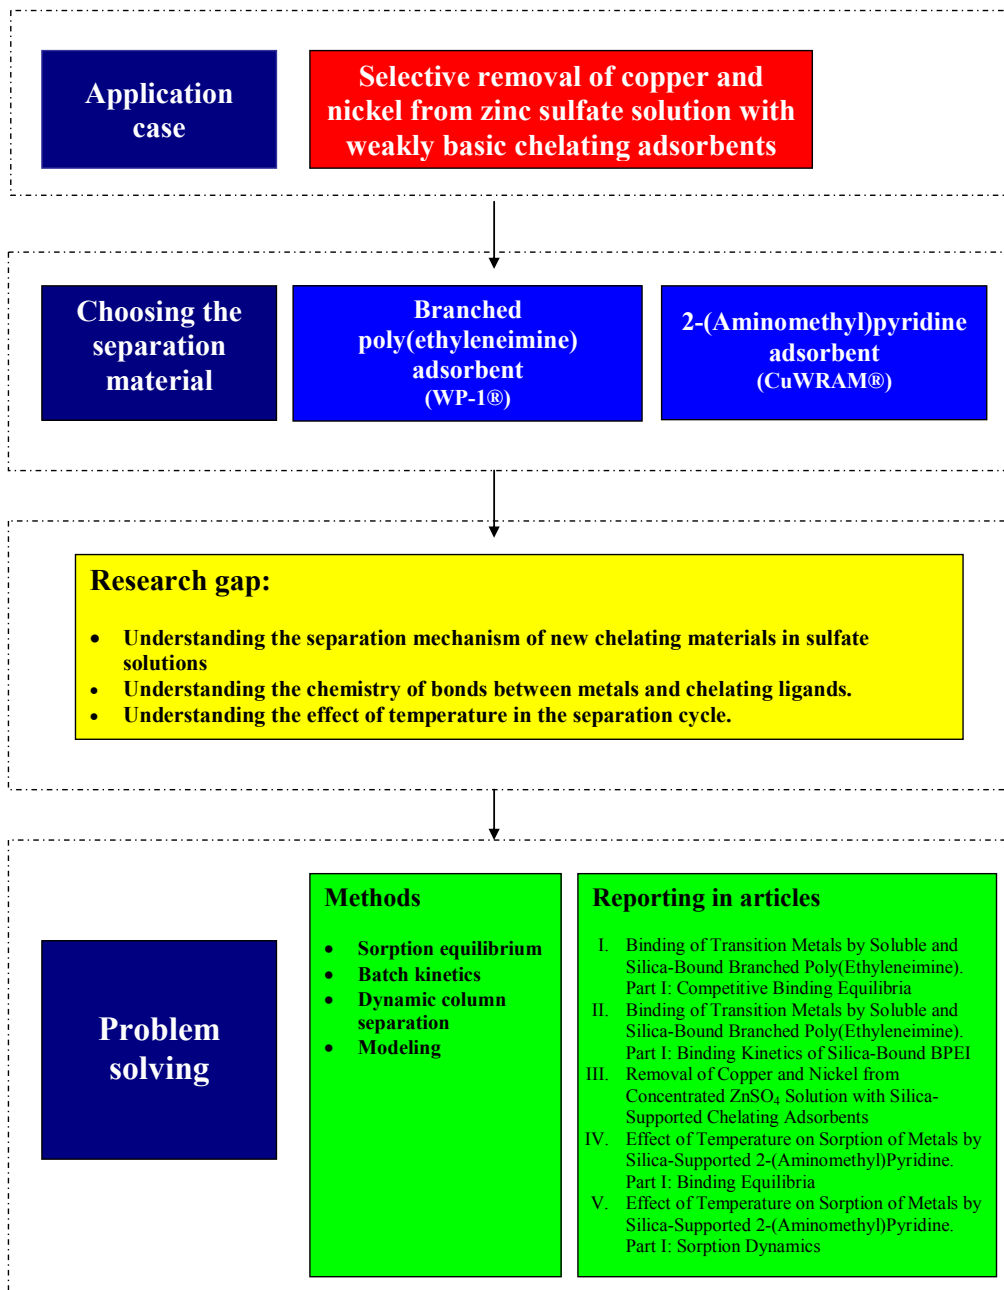 Application
case
Selective removal of copper and
nickel from zinc sulfate solution with
weakly basic chelating adsorbents
Choosing the
separation
material
Branched
poly(ethyleneimine)
adsorbent
(WP-1®)
2-(Aminomethyl)pyridine
adsorbent
(CuWRAM®)
Research gap:
• Understanding the separation mechanism of new chelating materials in sulfate
solutions
• Understanding the chemistry of bonds between metals and chelating ligands.
• Understanding the effect of temperature in the separation cycle.
Problem
solving
Methods
• Sorption equilibrium
• Batch kinetics
• Dynamic column
separation
• Modeling
Reporting in articles
I. Binding of Transition Metals by Soluble and
Silica-Bound Branched Poly(Ethyleneimine).
Part I: Competitive Binding Equilibria
II. Binding of Transition Metals by Soluble and
Silica-Bound Branched Poly(Ethyleneimine).
Part I: Binding Kinetics of Silica-Bound BPEI
III. Removal of Copper and Nickel from
Concentrated ZnSO₄ Solution with Silica-
Supported Chelating Adsorbents
IV. Effect of Temperature on Sorption of Metals by
Silica-Supported 2-(Aminomethyl)Pyridine.
Part I: Binding Equilibria
V. Effect of Temperature on Sorption of Metals by
Silica-Supported 2-(Aminomethyl)Pyridine.
Part I: Sorption Dynamics